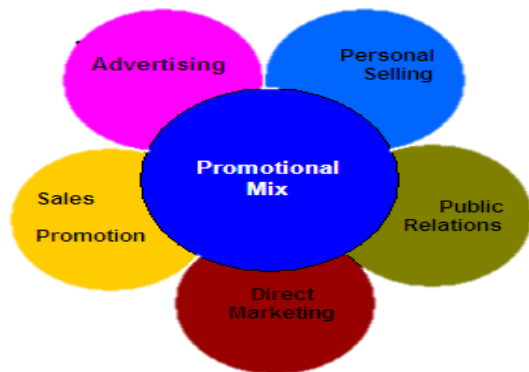 Advertising
Personal
Selling
Promotional
Mix
Sales
Promotion
Public
Relations
Direct
Marketing